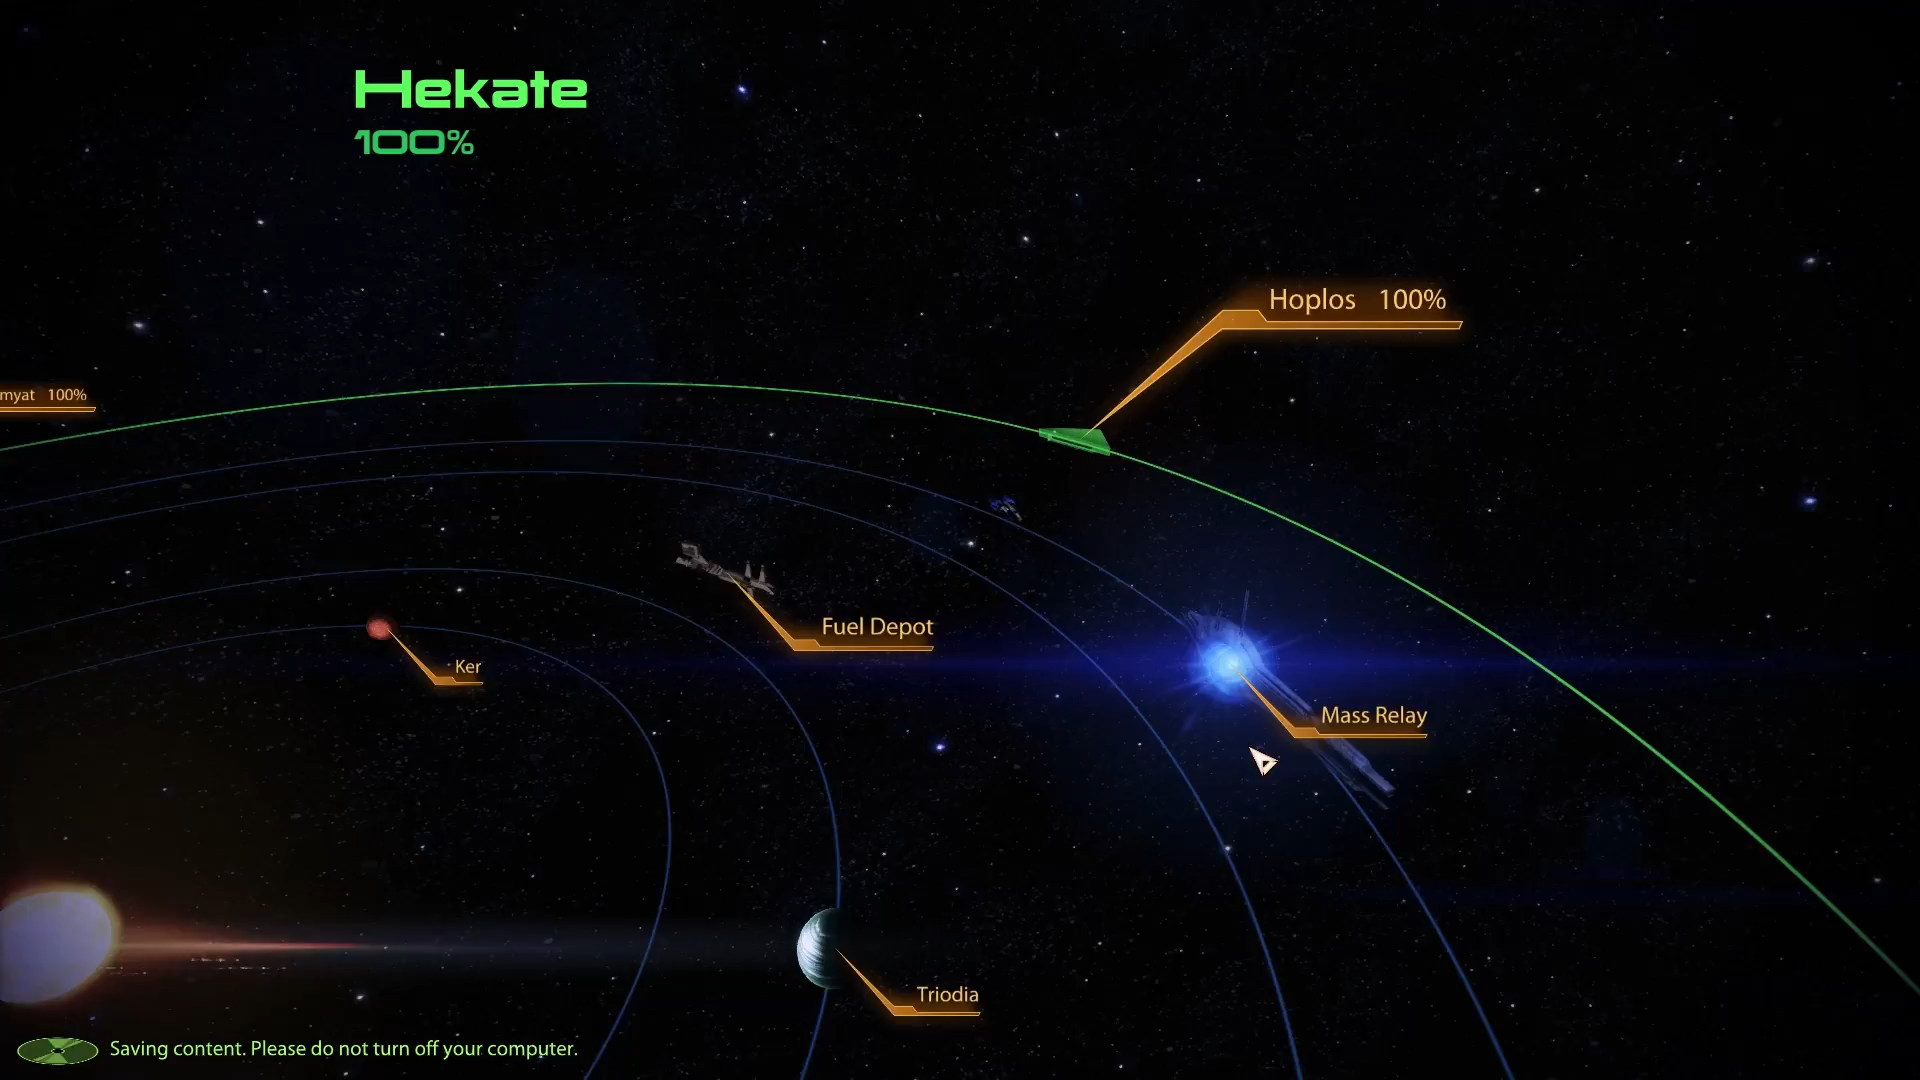 Hekate
100%
Hoplos 100%
myat 100%
Fuel Depot
Ker
Mass Relay
Triodia
Saving content. Please do not turn off your computer.